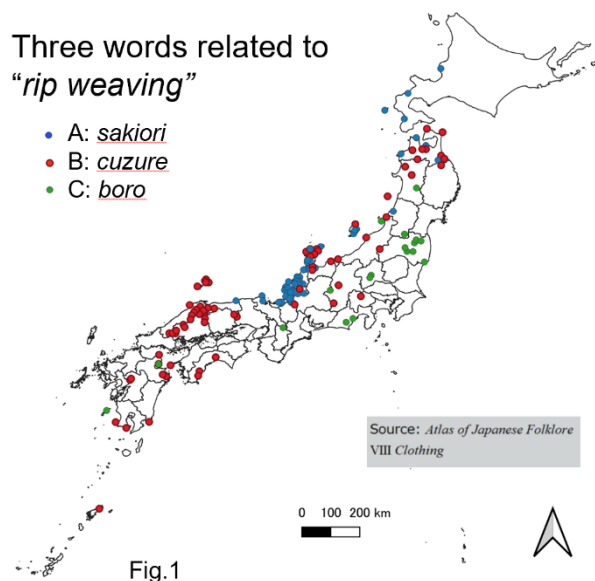 Three words related to
“rip weaving”
A: sakiori
B: cuzure
C: boro
Source: Atlas of Japanese Folklore
VIII Clothing
0 100 200 km
Fig.1